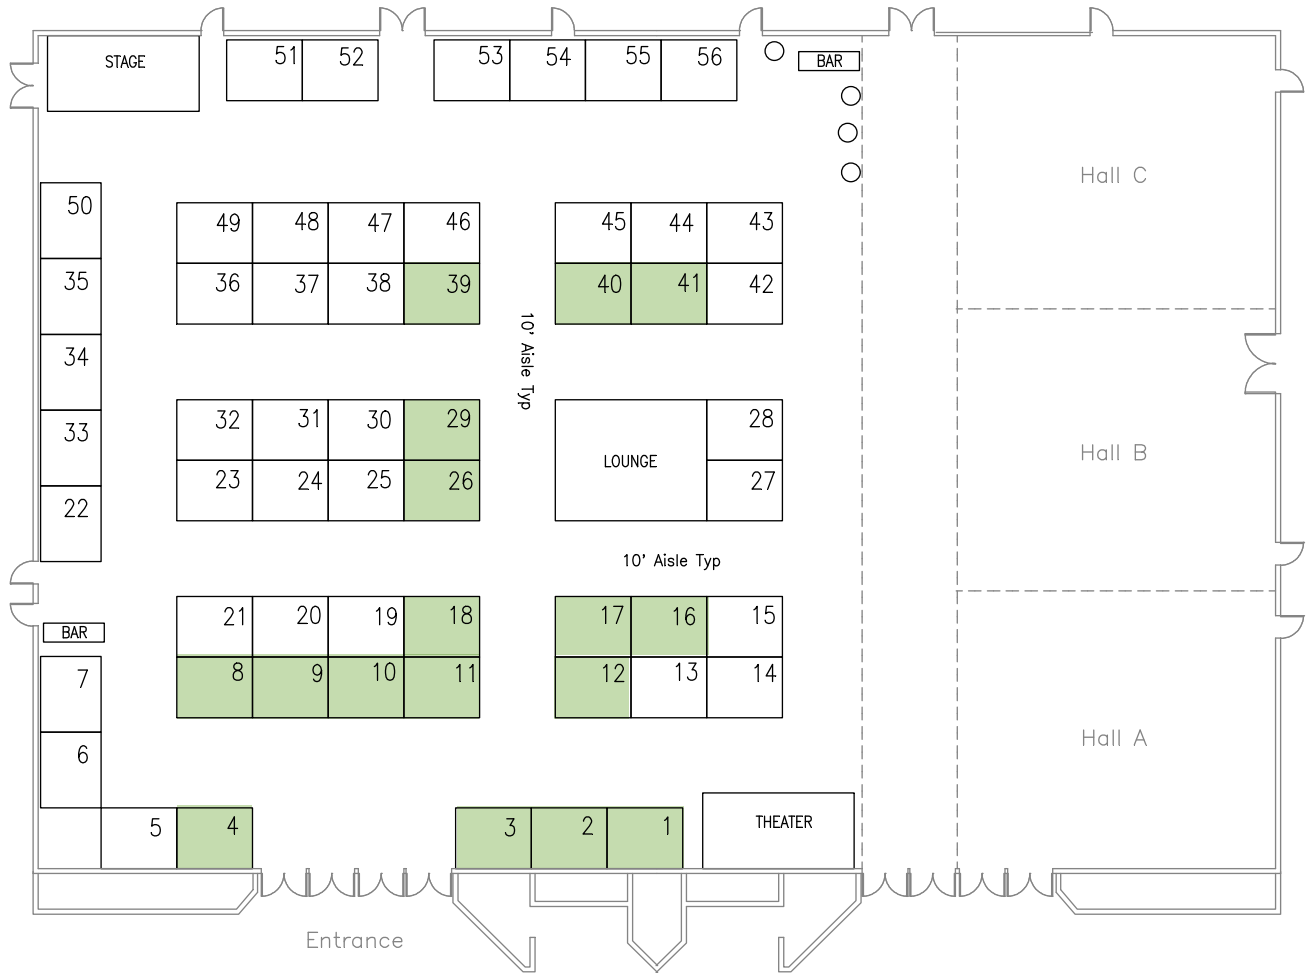 STAGE
51 52 53 54 55 56
BAR
50
Hall C
49 48 47 46 45 44 43
35
36 37 38 39 40 41 42
10' Aisle Typ
34
32 31 30 29 28
33
LOUNGE
Hall B
23 24 25 26 27
22
10' Aisle Typ
21 20 19 18 17 16 15
BAR
7
8 9 10 11 12 13 14
Hall A
6
5 4 3 2 1
THEATER
Entrance